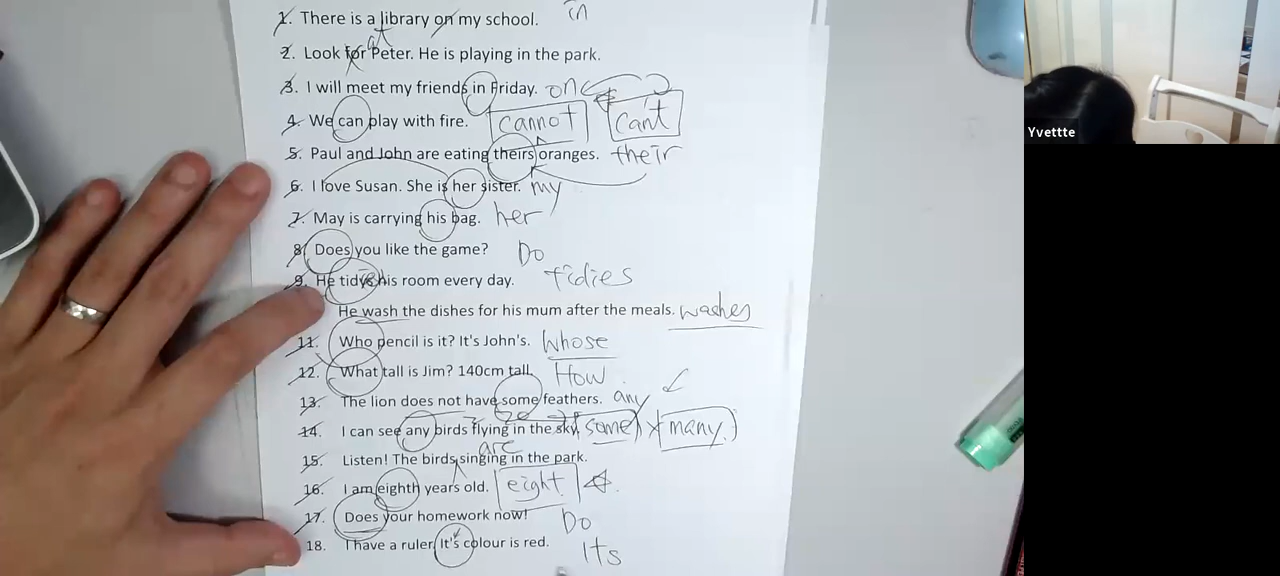 1. There is a library on my school. in
at
2. Look for Peter. He is playing in the park.
3. I will meet my friends in Friday. on
4. We can play with fire. cannot can't
5. Paul and John are eating theirs oranges. their
6. I love Susan. She is her sister. my
7. May is carrying his bag. her
8. Does you like the game? Do
9. He tidys his room every day. tidies
He wash the dishes for his mum after the meals. washes
11. Who pencil is it? It's John's. whose
12. What tall is Jim? 140cm tall. How
13. The lion does not have some feathers. any
14. I can see any birds flying in the sky. some many
are
15. Listen! The birds singing in the park.
16. I am eighth years old. eight
17. Does your homework now! Do
18. I have a ruler. It's colour is red. Its
Yvettte